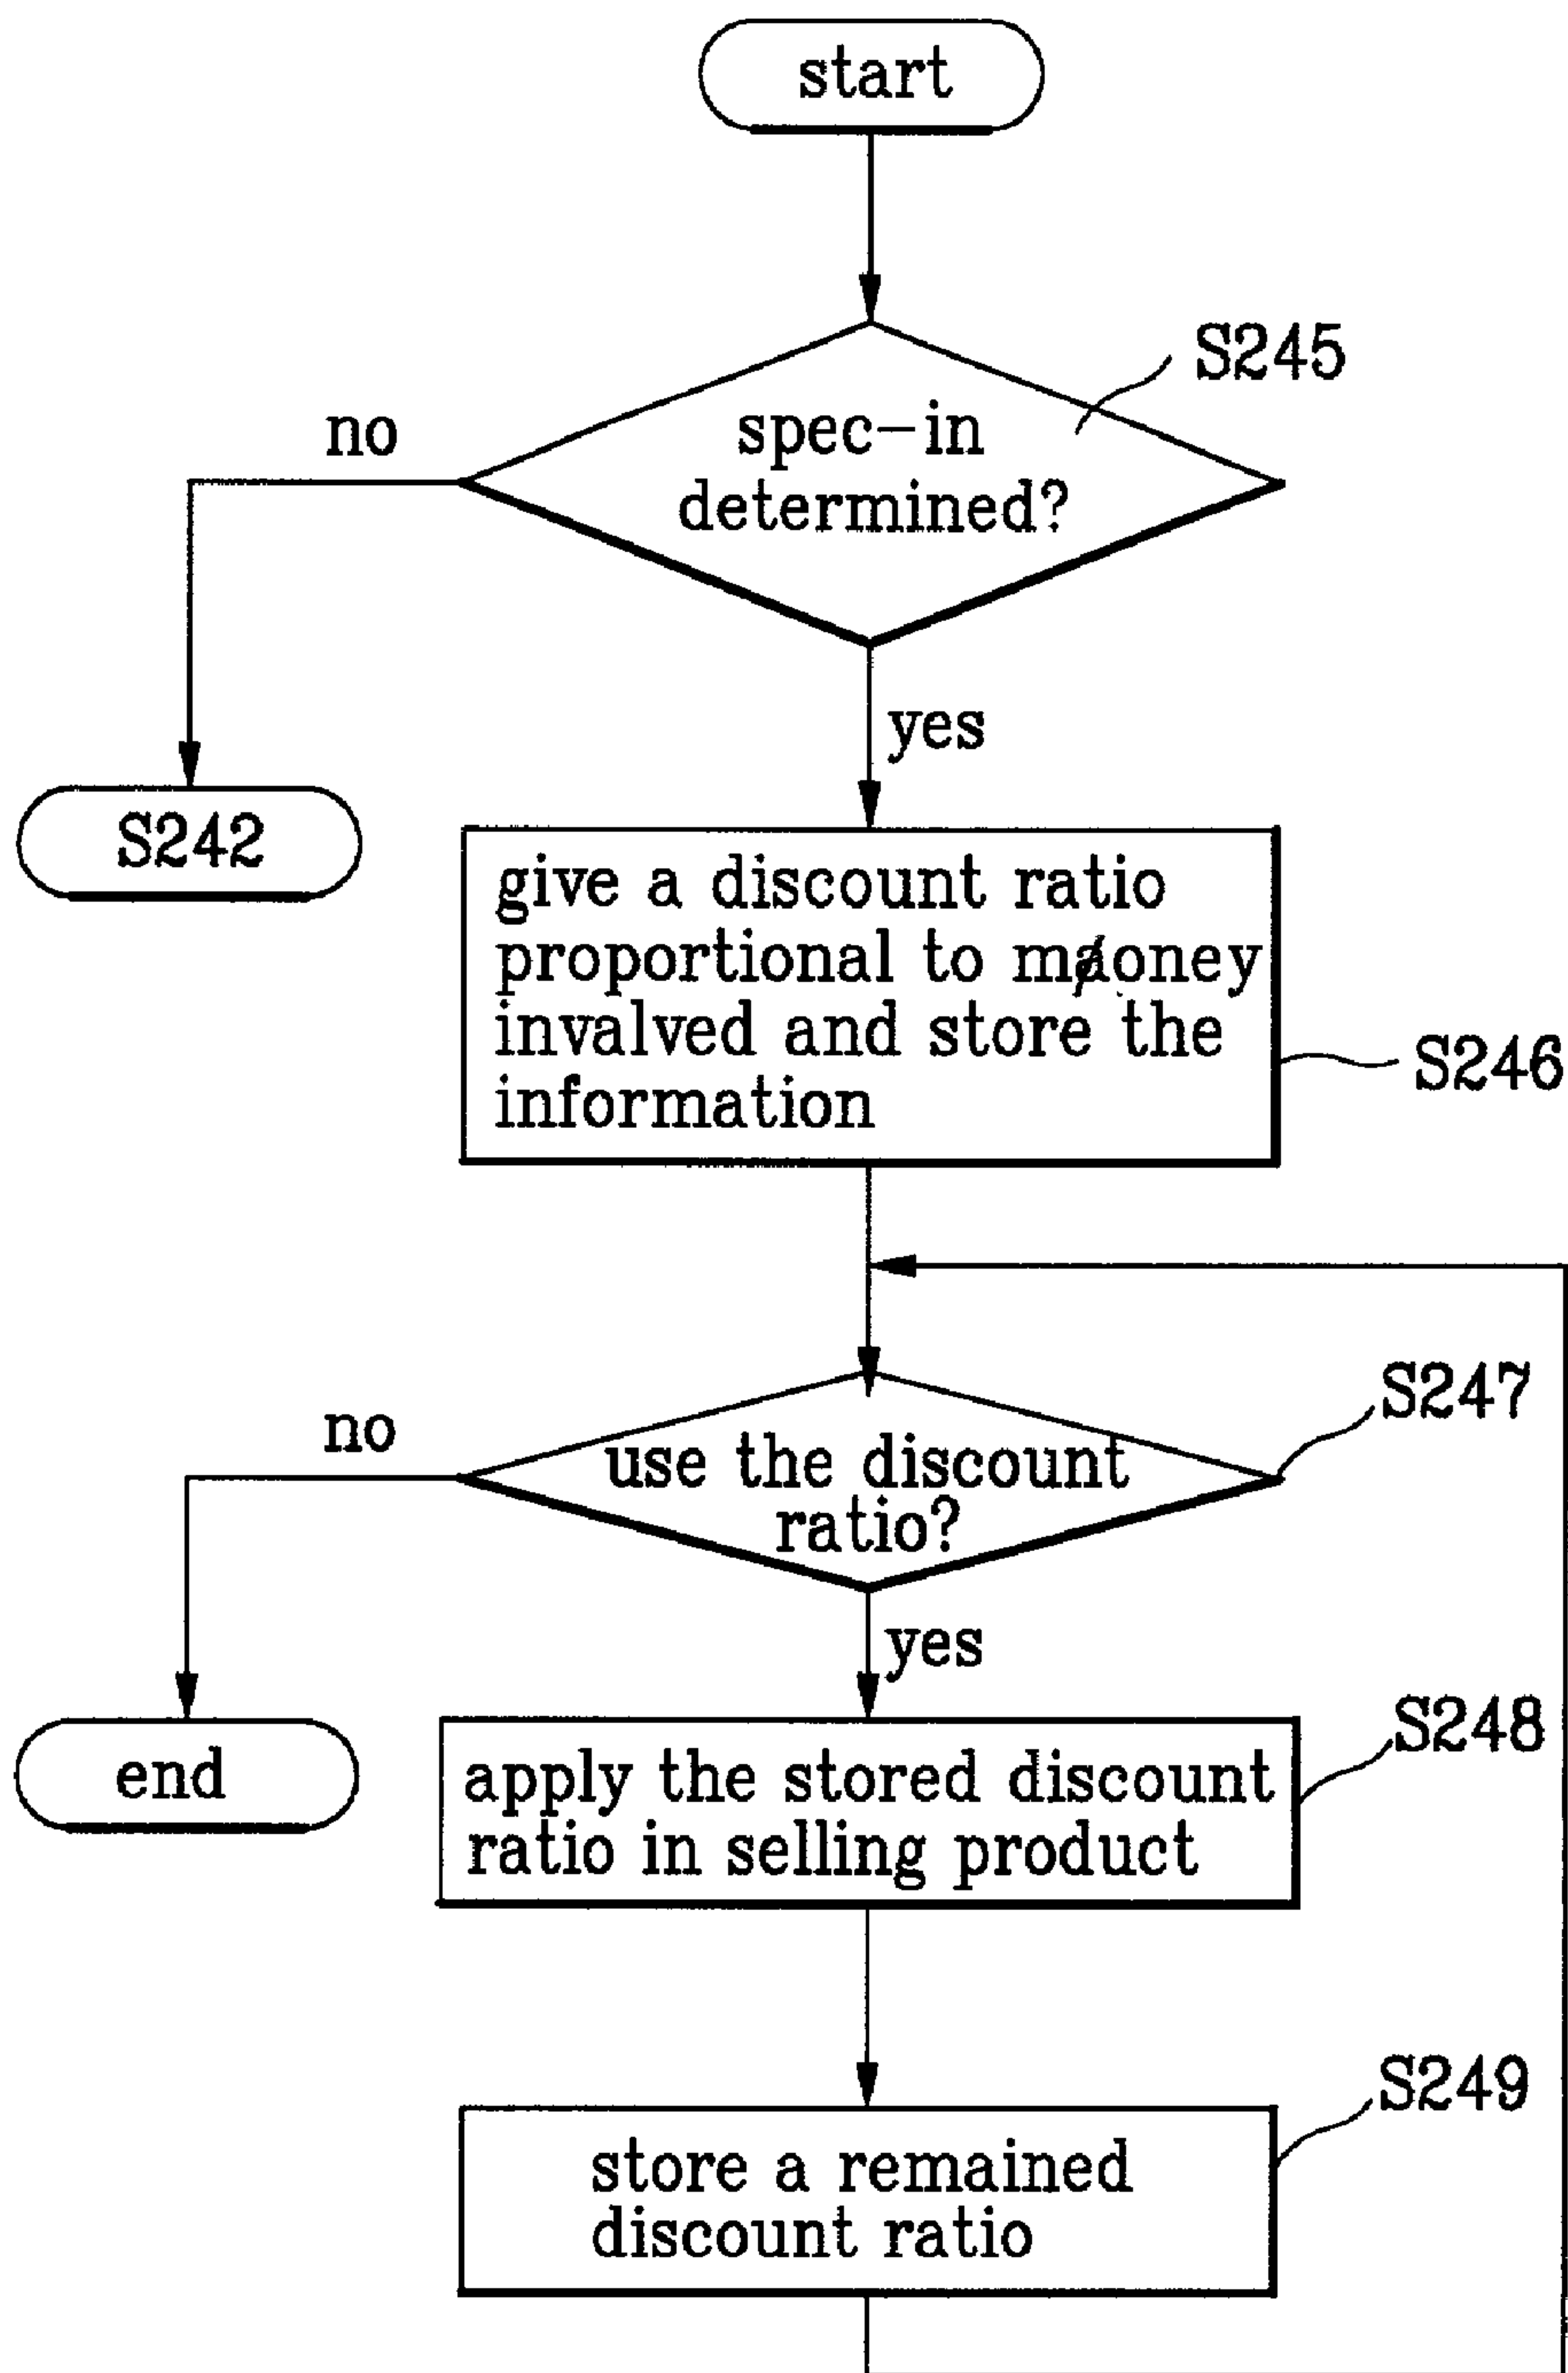 start
S245
no
spec-in
determined?
yes
S242
give a discount ratio
proportional to maoney
invalved and store the
information
S246
S247
no
use the discount
ratio?
yes
S248
end
apply the stored discount
ratio in selling product
S249
store a remained
discount ratio